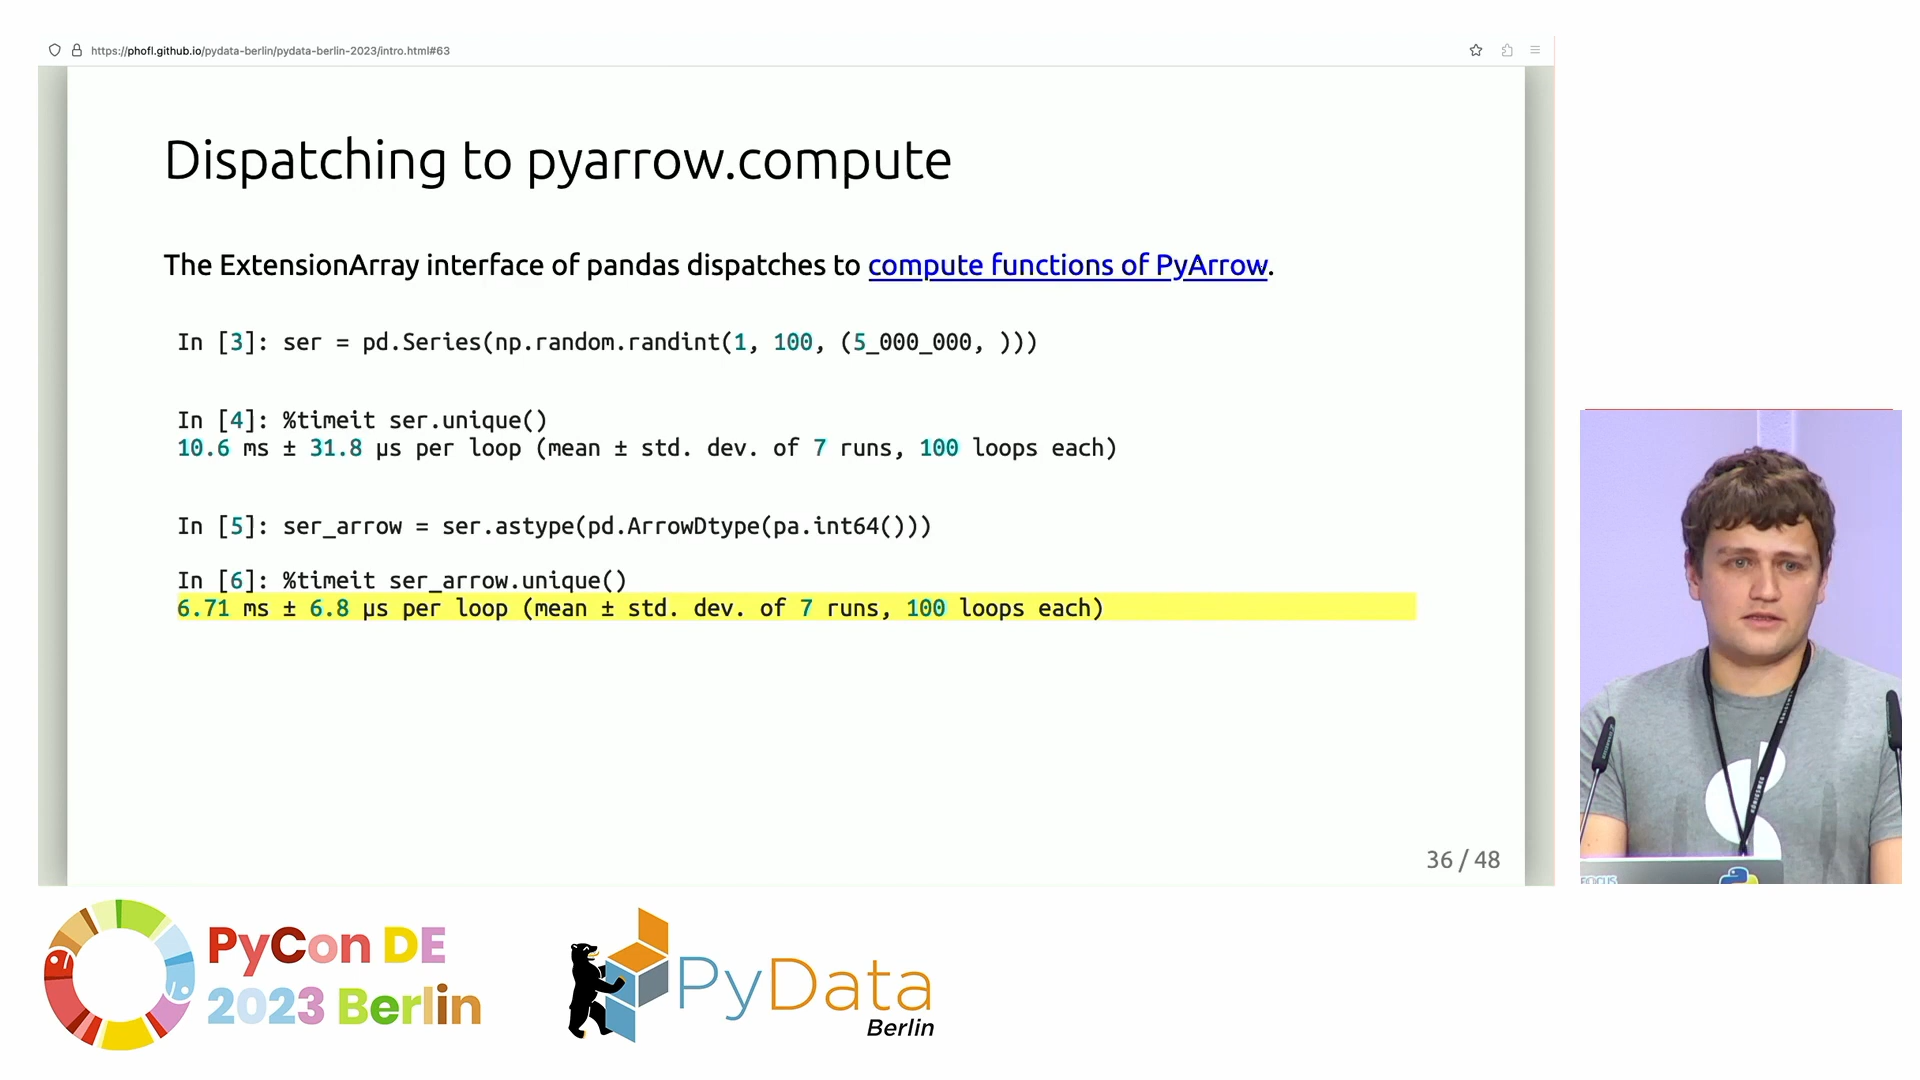 https://phofl.github.io/pydata-berlin/pydata-berlin-2023/intro.html#63
Dispatching to pyarrow.compute
The ExtensionArray interface of pandas dispatches to compute functions of PyArrow.
In [3]: ser = pd.Series(np.random.randint(1, 100, (5_000_000, )))
In [4]: %timeit ser.unique()
10.6 ms ± 31.8 µs per loop (mean ± std. dev. of 7 runs, 100 loops each)
In [5]: ser_arrow = ser.astype(pd.ArrowDtype(pa.int64()))
In [6]: %timeit ser_arrow.unique()
6.71 ms ± 6.8 µs per loop (mean ± std. dev. of 7 runs, 100 loops each)
36 / 48
FOCUS
PyCon DE
2023 Berlin
PyData
Berlin